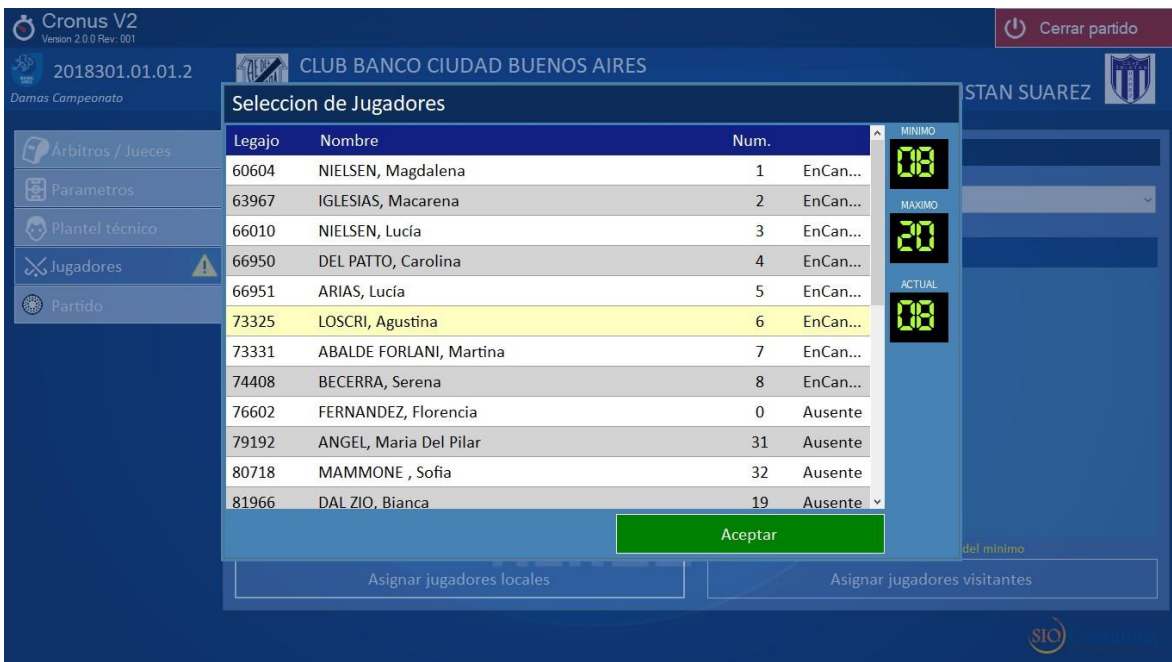 Cronus V2
Version 2.0.0 Rev: 001
Cerrar partido
2018301.01.01.2
Damas Campeonato
CLUB BANCO CIUDAD BUENOS AIRES
STAN SUAREZ
Seleccion de Jugadores
Legajo Nombre Num.
60604 NIELSEN, Magdalena 1 EnCan...
63967 IGLESIAS, Macarena 2 EnCan...
66010 NIELSEN, Lucía 3 EnCan...
66950 DEL PATTO, Carolina 4 EnCan...
66951 ARIAS, Lucía 5 EnCan...
73325 LOSCRI, Agustina 6 EnCan...
73331 ABALDE FORLANI, Martina 7 EnCan...
74408 BECERRA, Serena 8 EnCan...
76602 FERNANDEZ, Florencia 0 Ausente
79192 ANGEL, Maria Del Pilar 31 Ausente
80718 MAMMONE , Sofia 32 Ausente
81966 DAL ZIO, Bianca 19 Ausente
MINIMO
08
MAXIMO
20
ACTUAL
08
Aceptar
Árbitros / Jueces
Parametros
Plantel técnico
Jugadores
Partido
del minimo
Asignar jugadores locales
Asignar jugadores visitantes
SIO